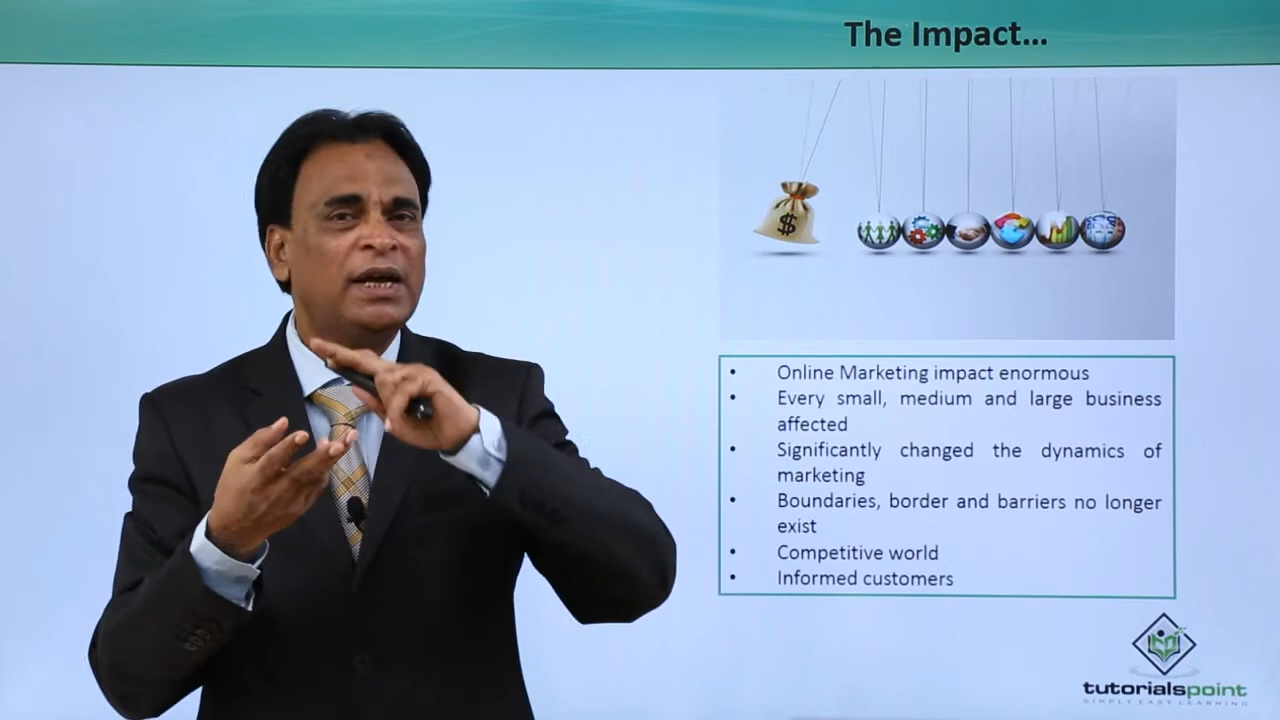 The Impact...
$
• Online Marketing impact enormous
• Every small, medium and large business
affected
• Significantly changed the dynamics of
marketing
• Boundaries, border and barriers no longer
exist
• Competitive world
• Informed customers
tutorialspoint
SIMPLY EASY LEARNING